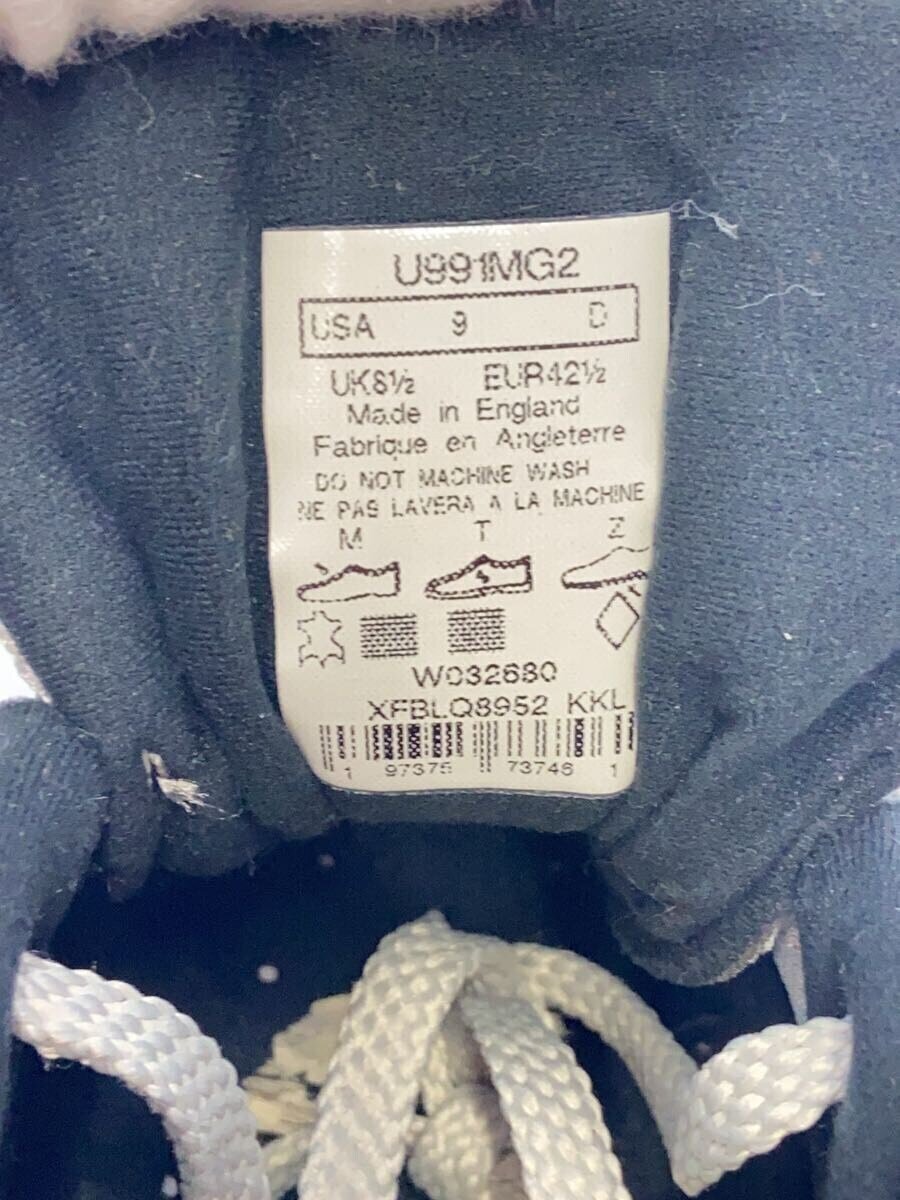 U991MG2
USA 9 D
UK8½ EUR42½
Made in England
Fabrique en Angleterre
DO NOT MACHINE WASH
NE PAS LAVERA A LA MACHINE
M T Z
W032680
XFBLQ8952 KKL
1 97375 73746 1